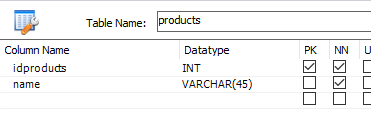 Table Name: products
Column Name Datatype PK NN U
idproducts INT
name VARCHAR(45)